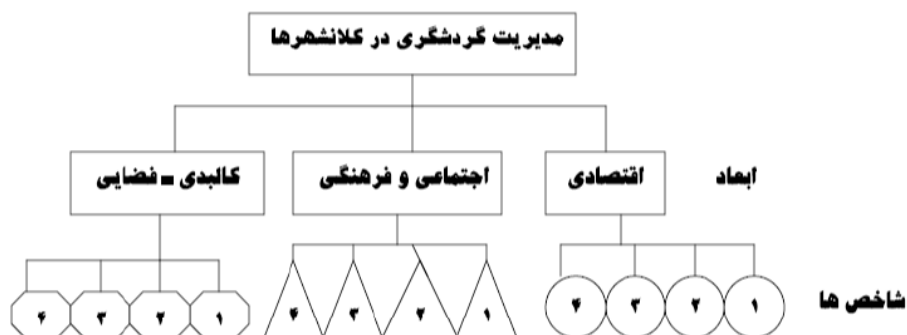 مدیریت گردشگری در کلانشهرها
ابعاد اقتصادی اجتماعی و فرهنگی کالبدی - فضایی
شاخص ها ۱ ۲ ۳ ۴ ۱ ۲ ۳ ۴ ۱ ۲ ۳ ۴